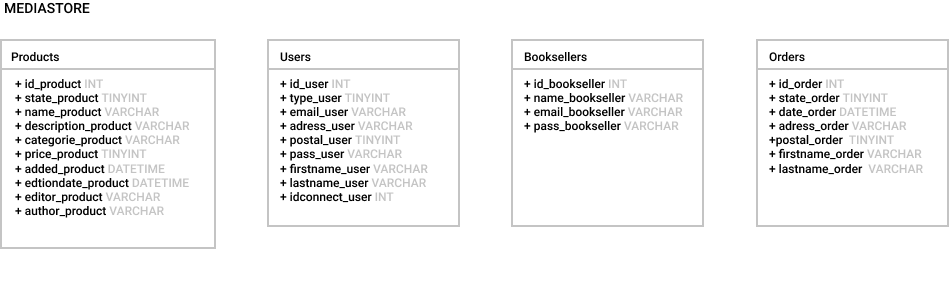 MEDIASTORE
Products
+ id_product INT
+ state_product TINYINT
+ name_product VARCHAR
+ description_product VARCHAR
+ categorie_product VARCHAR
+ price_product TINYINT
+ added_product DATETIME
+ edtiondate_product DATETIME
+ editor_product VARCHAR
+ author_product VARCHAR
Users
+ id_user INT
+ type_user TINYINT
+ email_user VARCHAR
+ adress_user VARCHAR
+ postal_user TINYINT
+ pass_user VARCHAR
+ firstname_user VARCHAR
+ lastname_user VARCHAR
+ idconnect_user INT
Booksellers
+ id_bookseller INT
+ name_bookseller VARCHAR
+ email_bookseller VARCHAR
+ pass_bookseller VARCHAR
Orders
+ id_order INT
+ state_order TINYINT
+ date_order DATETIME
+ adress_order VARCHAR
+postal_order TINYINT
+ firstname_order VARCHAR
+ lastname_order VARCHAR